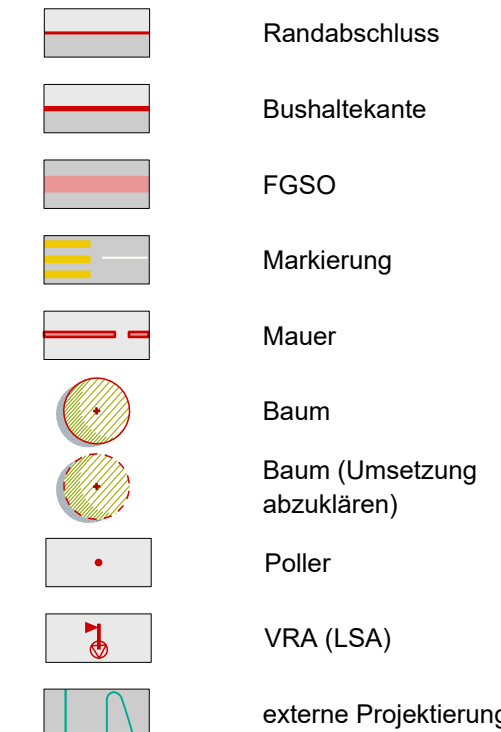 Randabschluss
Bushaltekante
FGSO
Markierung
Mauer
Baum
Baum (Umsetzung
abzuklären)
Poller
VRA (LSA)
externe Projektierung